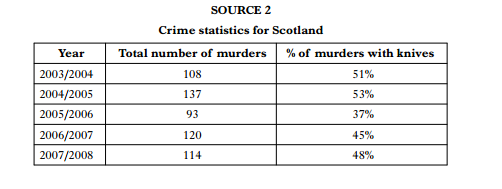 SOURCE 2
Crime statistics for Scotland
Year Total number of murders % of murders with knives
2003/2004 108 51%
2004/2005 137 53%
2005/2006 93 37%
2006/2007 120 45%
2007/2008 114 48%